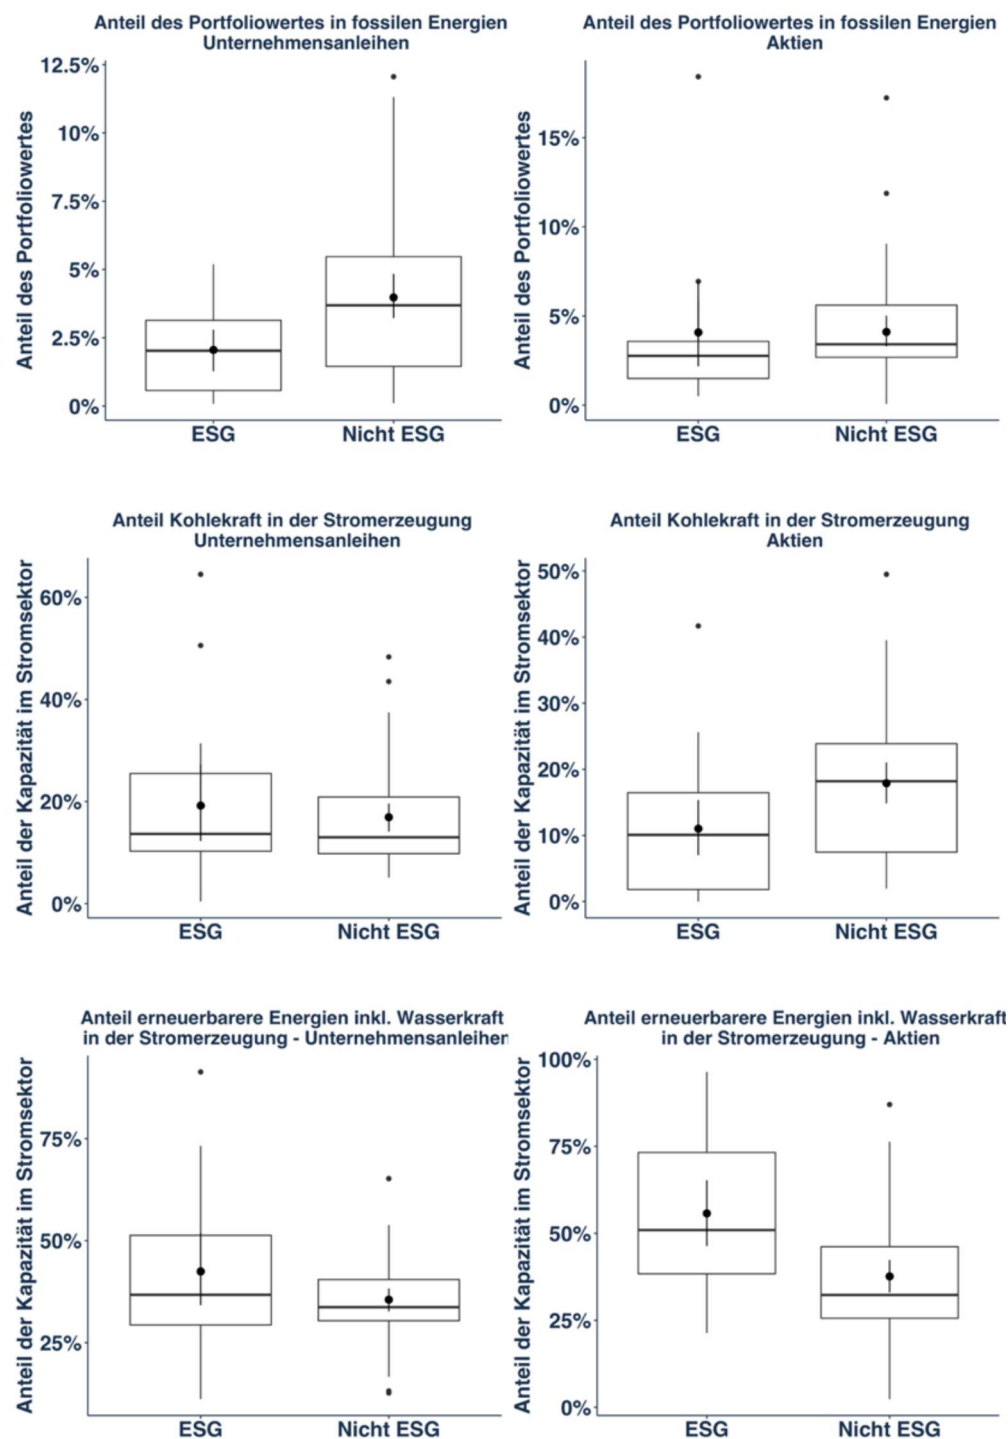 Anteil des Portfoliowertes in fossilen Energien
Unternehmensanleihen
Anteil des Portfoliowertes
12.5%
10%
7.5%
5%
2.5%
0%
ESG
Nicht ESG
Anteil des Portfoliowertes in fossilen Energien
Aktien
Anteil des Portfoliowertes
15%
10%
5%
0%
ESG
Nicht ESG
Anteil Kohlekraft in der Stromerzeugung
Unternehmensanleihen
Anteil der Kapazität im Stromsektor
60%
40%
20%
0%
ESG
Nicht ESG
Anteil Kohlekraft in der Stromerzeugung
Aktien
Anteil der Kapazität im Stromsektor
50%
40%
30%
20%
10%
0%
ESG
Nicht ESG
Anteil erneuerbarere Energien inkl. Wasserkraft
in der Stromerzeugung - Unternehmensanleihen
Anteil der Kapazität im Stromsektor
75%
50%
25%
ESG
Nicht ESG
Anteil erneuerbarere Energien inkl. Wasserkraft
in der Stromerzeugung - Aktien
Anteil der Kapazität im Stromsektor
100%
75%
50%
25%
0%
ESG
Nicht ESG